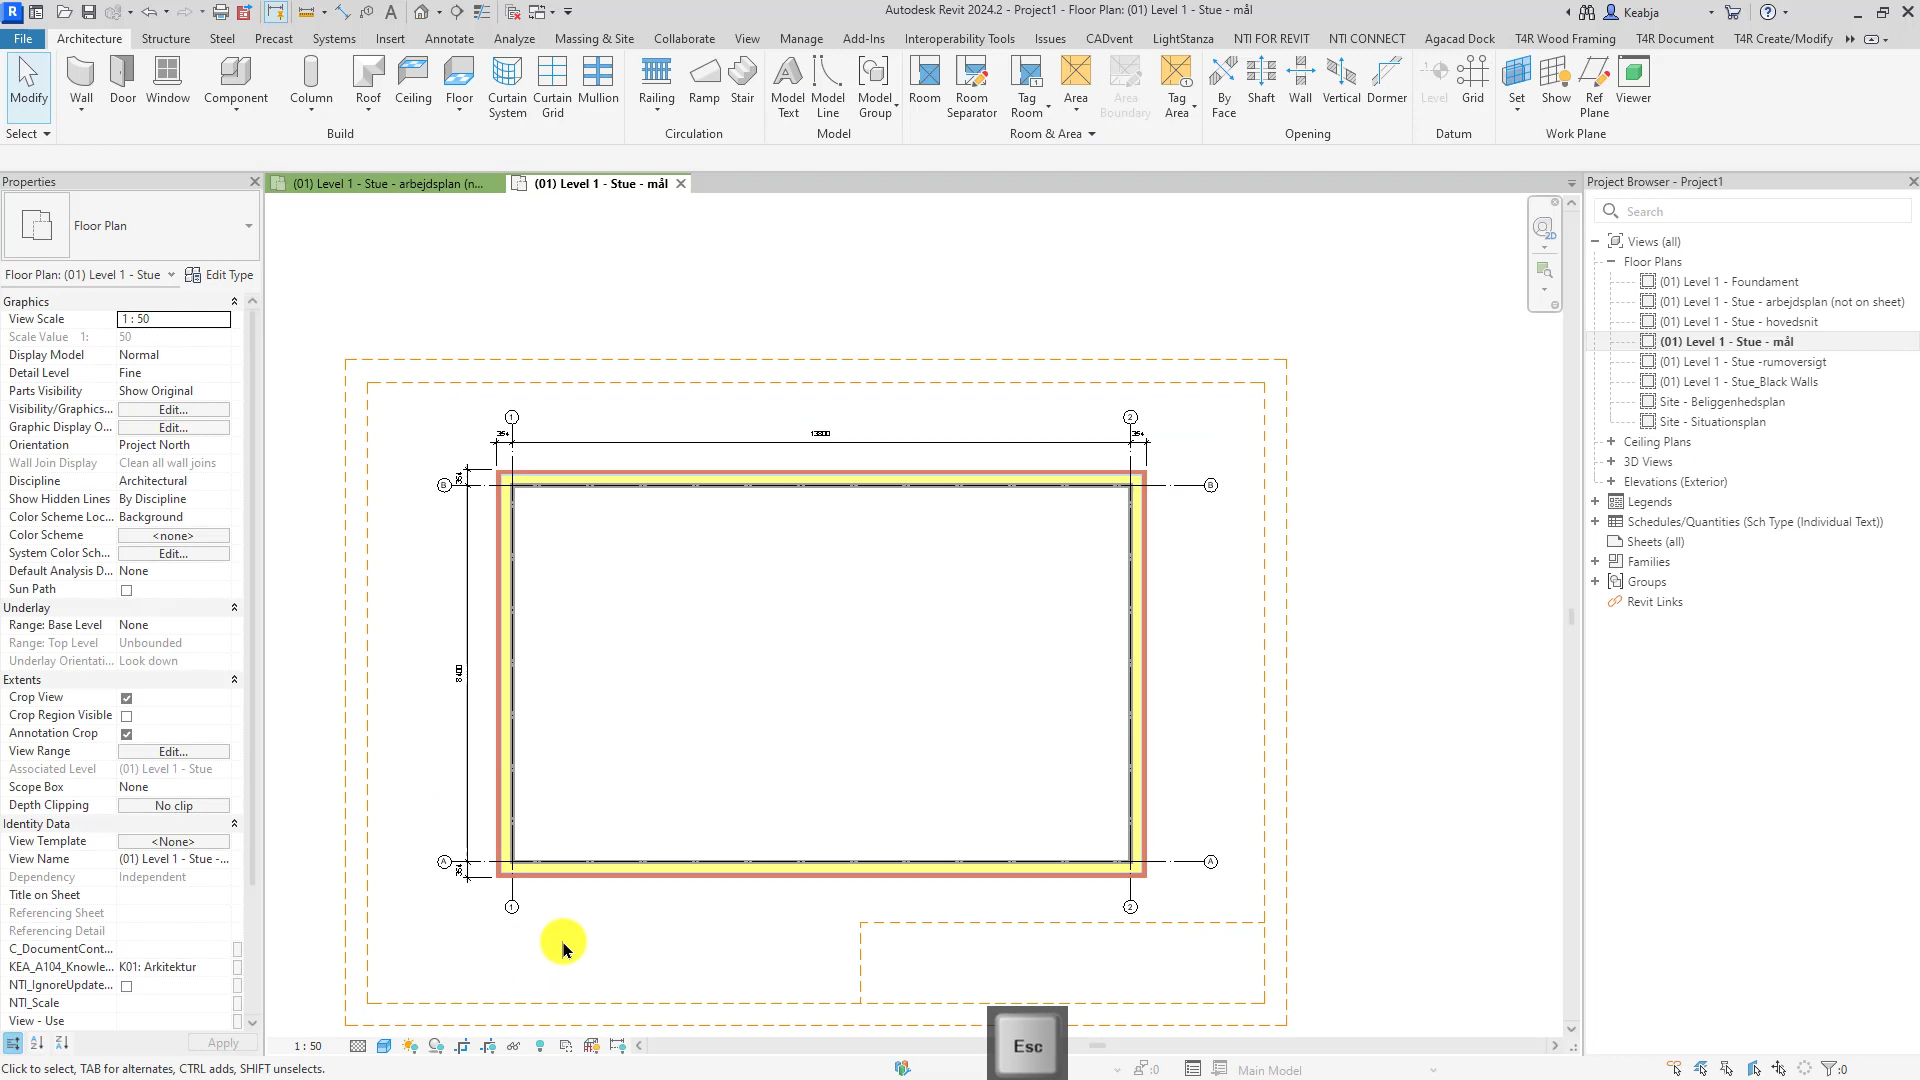 Autodesk Revit 2024.2 - Project1 - Floor Plan: (01) Level 1 - Stue - mål
Keabja
File Architecture Structure Steel Precast Systems Insert Annotate Analyze Massing & Site Collaborate View Manage Add-Ins Interoperability Tools Issues CADvent LightStanza NTI FOR REVIT NTI CONNECT Agacad Dock T4R Wood Framing T4R Document T4R Create/Modify
Modify Wall Door Window Component Column Roof Ceiling Floor Curtain System Curtain Grid Mullion Railing Ramp Stair Model Text Model Line Model Group Room Room Separator Tag Room Area Area Boundary Tag Area By Face Shaft Wall Vertical Dormer Level Grid Set Show Ref Plane Viewer
Select Build Circulation Model Room & Area Opening Datum Work Plane
Properties
Floor Plan
Floor Plan: (01) Level 1 - Stue Edit Type
Graphics
View Scale 1 : 50
Scale Value 1: 50
Display Model Normal
Detail Level Fine
Parts Visibility Show Original
Visibility/Graphics... Edit...
Graphic Display O... Edit...
Orientation Project North
Wall Join Display Clean all wall joins
Discipline Architectural
Show Hidden Lines By Discipline
Color Scheme Loc... Background
Color Scheme <none>
System Color Sch... Edit...
Default Analysis D... None
Sun Path
Underlay
Range: Base Level None
Range: Top Level Unbounded
Underlay Orientati... Look down
Extents
Crop View
Crop Region Visible
Annotation Crop
View Range Edit...
Associated Level (01) Level 1 - Stue
Scope Box None
Depth Clipping No clip
Identity Data
View Template <None>
View Name (01) Level 1 - Stue -...
Dependency Independent
Title on Sheet
Referencing Sheet
Referencing Detail
C_DocumentCont...
KEA_A104_Knowle... K01: Arkitektur
NTI_IgnoreUpdate...
NTI_Scale
View - Use
Apply
(01) Level 1 - Stue - arbejdsplan (n...
(01) Level 1 - Stue - mål
2D
1 2
354 13800 354
354
B B
8400
A A
354
1 2
Esc
Project Browser - Project1
Search
Views (all)
Floor Plans
(01) Level 1 - Foundament
(01) Level 1 - Stue - arbejdsplan (not on sheet)
(01) Level 1 - Stue - hovedsnit
(01) Level 1 - Stue - mål
(01) Level 1 - Stue -rumoversigt
(01) Level 1 - Stue_Black Walls
Site - Beliggenhedsplan
Site - Situationsplan
Ceiling Plans
3D Views
Elevations (Exterior)
Legends
Schedules/Quantities (Sch Type (Individual Text))
Sheets (all)
Families
Groups
Revit Links
1 : 50
Click to select, TAB for alternates, CTRL adds, SHIFT unselects.
:0 Main Model :0